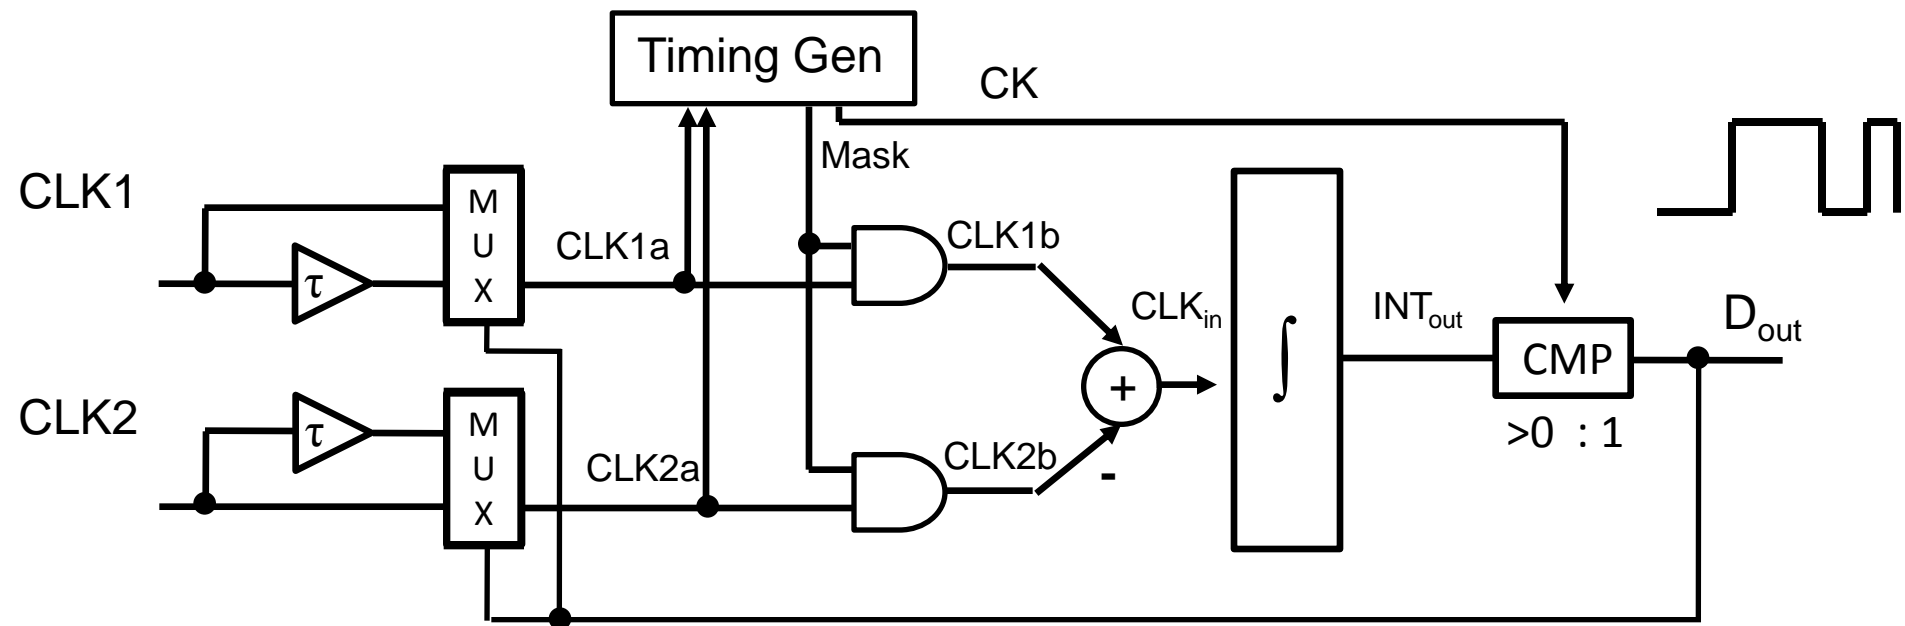 Timing Gen
CK
Mask
CLK1
M
U
X
CLK1a
CLK1b
τ
CLK_in
∫
INT_out
CMP
D_out
>0 : 1
+
CLK2
τ
M
U
X
CLK2a
CLK2b
-